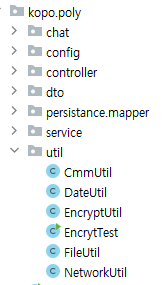 kopo.poly
chat
config
controller
dto
persistance.mapper
service
util
CmmUtil
DateUtil
EncryptUtil
EncrytTest
FileUtil
NetworkUtil